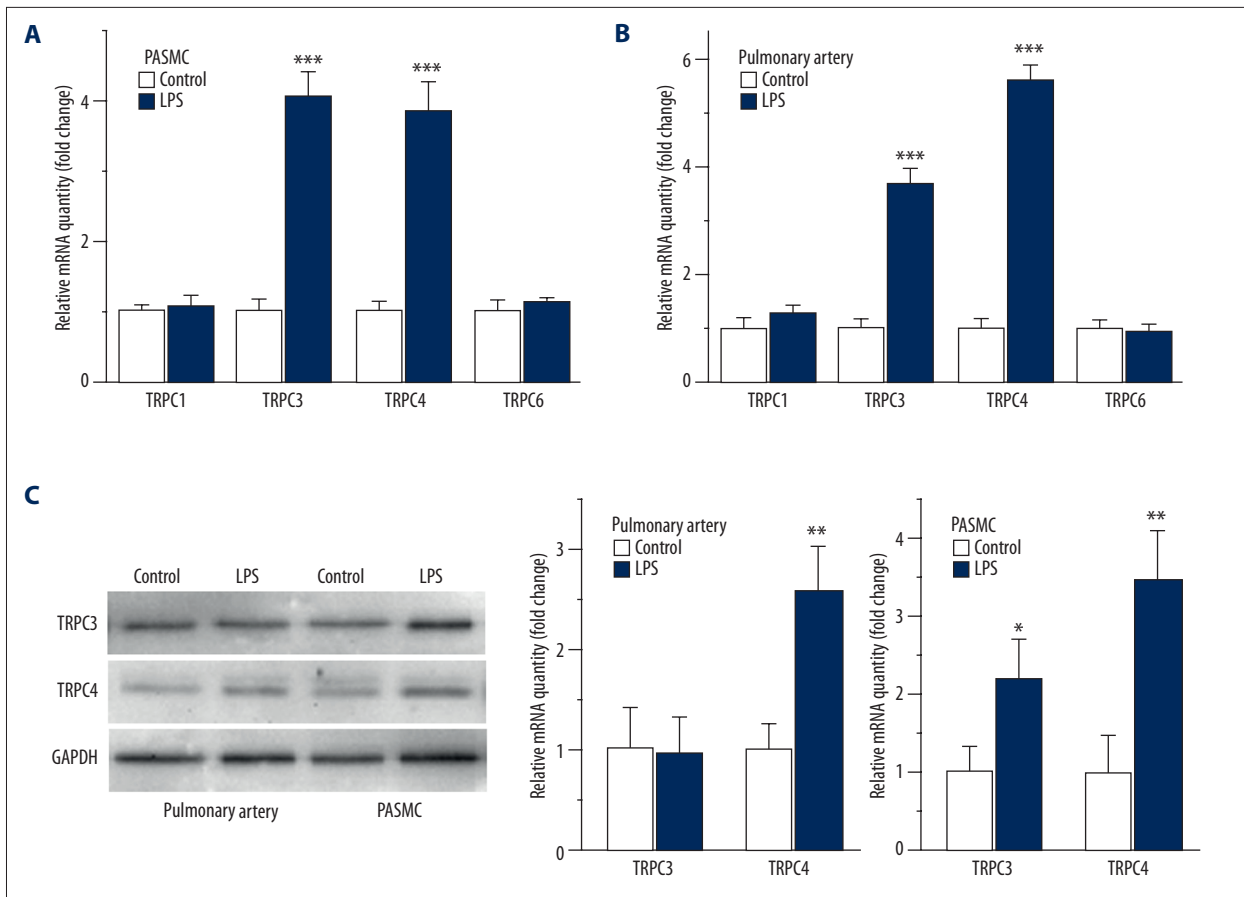 A
PASMC
Control
LPS
Relative mRNA quantity (fold change)
4
2
0
***
***
TRPC1 TRPC3 TRPC4 TRPC6
B
Pulmonary artery
Control
LPS
Relative mRNA quantity (fold change)
6
4
2
0
***
***
TRPC1 TRPC3 TRPC4 TRPC6
C
Control LPS Control LPS
TRPC3
TRPC4
GAPDH
Pulmonary artery PASMC
Pulmonary artery
Control
LPS
Relative mRNA quantity (fold change)
3
2
1
0
**
TRPC3 TRPC4
PASMC
Control
LPS
Relative mRNA quantity (fold change)
4
3
2
1
0
*
**
TRPC3 TRPC4